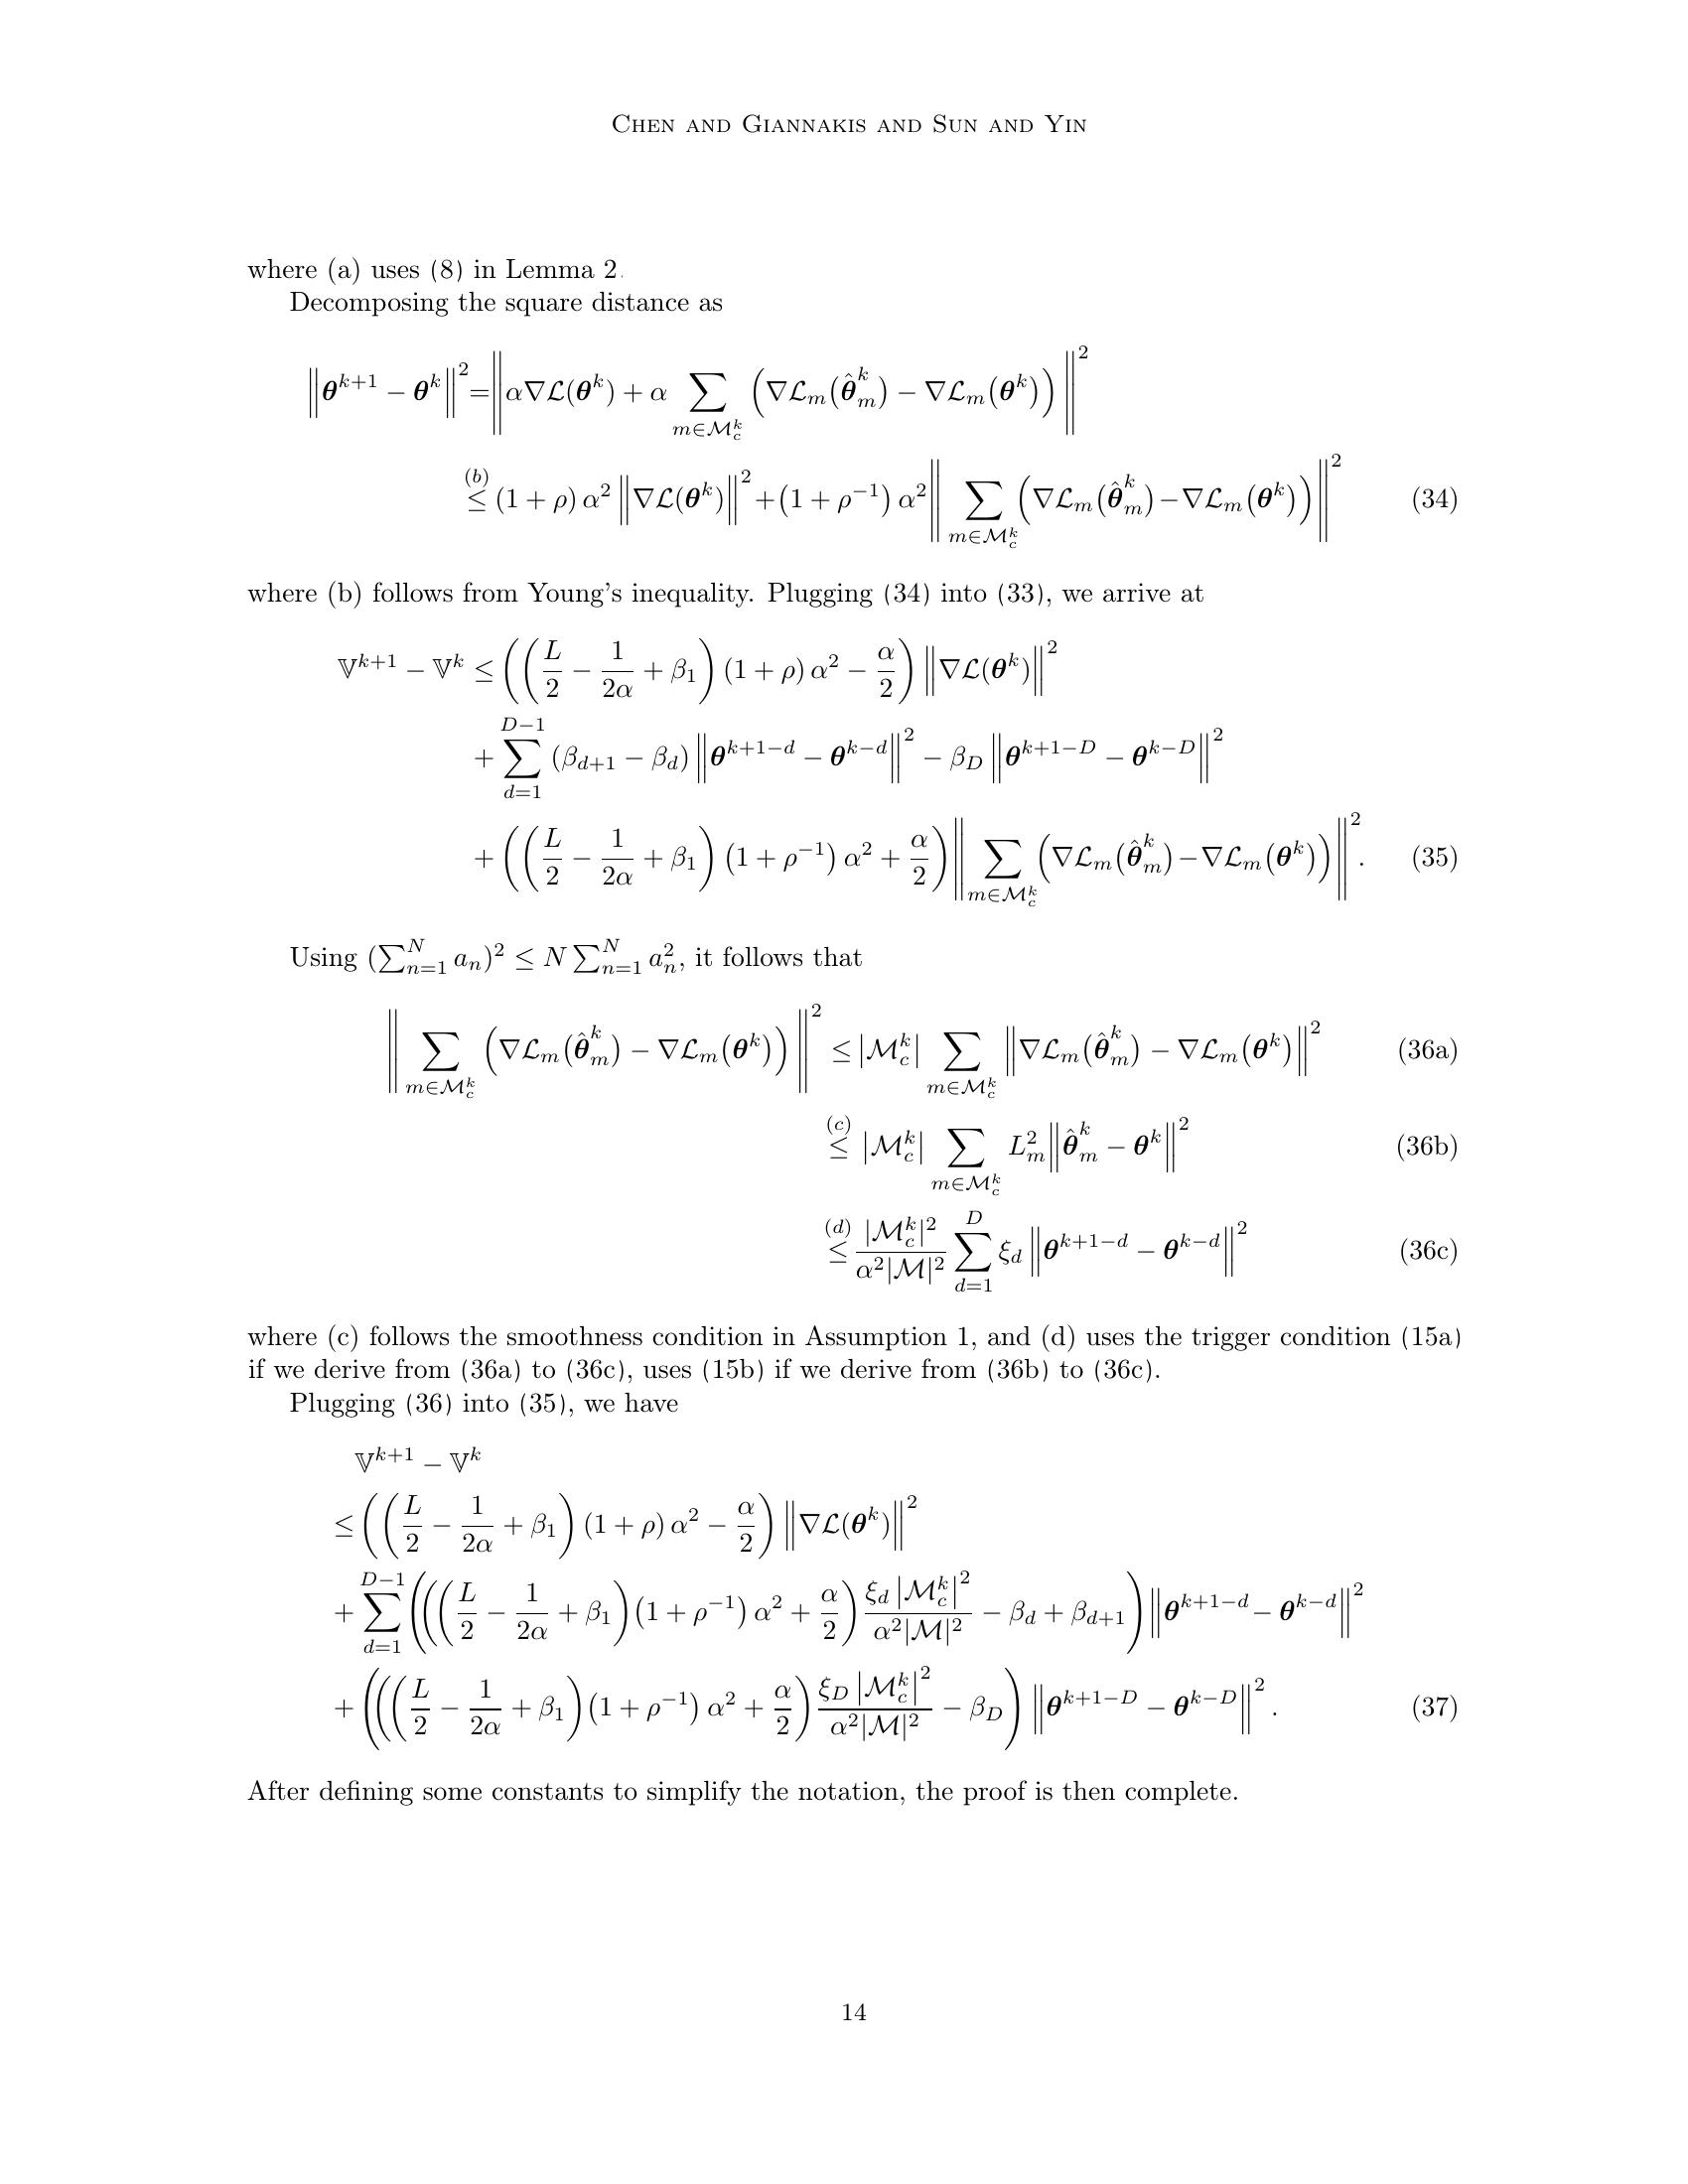 CHEN AND GIANNAKIS AND SUN AND YIN
where (a) uses (8) in Lemma 2.
Decomposing the square distance as
$\left\|\boldsymbol{\theta}^{k+1}-\boldsymbol{\theta}^{k}\right\|^2=\left\|\alpha\nabla\mathcal{L}(\boldsymbol{\theta}^k)+\alpha\sum_{m\in\mathcal{M}_c^k}\left(\nabla\mathcal{L}_m(\hat{\boldsymbol{\theta}}_m^k)-\nabla\mathcal{L}_m(\boldsymbol{\theta}^k)\right)\right\|^2$
$\stackrel{(b)}{\leq}(1+\rho)\,\alpha^2\left\|\nabla\mathcal{L}(\boldsymbol{\theta}^k)\right\|^2+(1+\rho^{-1})\,\alpha^2\left\|\sum_{m\in\mathcal{M}_c^k}\left(\nabla\mathcal{L}_m(\hat{\boldsymbol{\theta}}_m^k)-\nabla\mathcal{L}_m(\boldsymbol{\theta}^k)\right)\right\|^2$ (34)
where (b) follows from Young's inequality. Plugging (34) into (33), we arrive at
$\mathbb{V}^{k+1}-\mathbb{V}^k\leq\left(\left(\frac{L}{2}-\frac{1}{2\alpha}+\beta_1\right)(1+\rho)\,\alpha^2-\frac{\alpha}{2}\right)\left\|\nabla\mathcal{L}(\boldsymbol{\theta}^k)\right\|^2$
$+\sum_{d=1}^{D-1}(\beta_{d+1}-\beta_d)\left\|\boldsymbol{\theta}^{k+1-d}-\boldsymbol{\theta}^{k-d}\right\|^2-\beta_D\left\|\boldsymbol{\theta}^{k+1-D}-\boldsymbol{\theta}^{k-D}\right\|^2$
$+\left(\left(\frac{L}{2}-\frac{1}{2\alpha}+\beta_1\right)(1+\rho^{-1})\,\alpha^2+\frac{\alpha}{2}\right)\left\|\sum_{m\in\mathcal{M}_c^k}\left(\nabla\mathcal{L}_m(\hat{\boldsymbol{\theta}}_m^k)-\nabla\mathcal{L}_m(\boldsymbol{\theta}^k)\right)\right\|^2.$ (35)
Using $(\sum_{n=1}^N a_n)^2\leq N\sum_{n=1}^N a_n^2$, it follows that
$\left\|\sum_{m\in\mathcal{M}_c^k}\left(\nabla\mathcal{L}_m(\hat{\boldsymbol{\theta}}_m^k)-\nabla\mathcal{L}_m(\boldsymbol{\theta}^k)\right)\right\|^2\leq\left|\mathcal{M}_c^k\right|\sum_{m\in\mathcal{M}_c^k}\left\|\nabla\mathcal{L}_m(\hat{\boldsymbol{\theta}}_m^k)-\nabla\mathcal{L}_m(\boldsymbol{\theta}^k)\right\|^2$ (36a)
$\stackrel{(c)}{\leq}\left|\mathcal{M}_c^k\right|\sum_{m\in\mathcal{M}_c^k}L_m^2\left\|\hat{\boldsymbol{\theta}}_m^k-\boldsymbol{\theta}^k\right\|^2$ (36b)
$\stackrel{(d)}{\leq}\frac{|\mathcal{M}_c^k|^2}{\alpha^2|\mathcal{M}|^2}\sum_{d=1}^{D}\xi_d\left\|\boldsymbol{\theta}^{k+1-d}-\boldsymbol{\theta}^{k-d}\right\|^2$ (36c)
where (c) follows the smoothness condition in Assumption 1, and (d) uses the trigger condition (15a)
if we derive from (36a) to (36c), uses (15b) if we derive from (36b) to (36c).
Plugging (36) into (35), we have
$\mathbb{V}^{k+1}-\mathbb{V}^k$
$\leq\left(\left(\frac{L}{2}-\frac{1}{2\alpha}+\beta_1\right)(1+\rho)\,\alpha^2-\frac{\alpha}{2}\right)\left\|\nabla\mathcal{L}(\boldsymbol{\theta}^k)\right\|^2$
$+\sum_{d=1}^{D-1}\left(\left(\left(\frac{L}{2}-\frac{1}{2\alpha}+\beta_1\right)(1+\rho^{-1})\,\alpha^2+\frac{\alpha}{2}\right)\frac{\xi_d\left|\mathcal{M}_c^k\right|^2}{\alpha^2|\mathcal{M}|^2}-\beta_d+\beta_{d+1}\right)\left\|\boldsymbol{\theta}^{k+1-d}-\boldsymbol{\theta}^{k-d}\right\|^2$
$+\left(\left(\left(\frac{L}{2}-\frac{1}{2\alpha}+\beta_1\right)(1+\rho^{-1})\,\alpha^2+\frac{\alpha}{2}\right)\frac{\xi_D\left|\mathcal{M}_c^k\right|^2}{\alpha^2|\mathcal{M}|^2}-\beta_D\right)\left\|\boldsymbol{\theta}^{k+1-D}-\boldsymbol{\theta}^{k-D}\right\|^2.$ (37)
After defining some constants to simplify the notation, the proof is then complete.
14